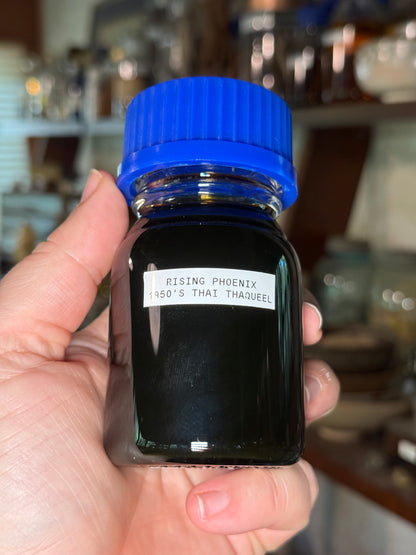 RISING PHOENIX
1950'S THAI THAQUEEL